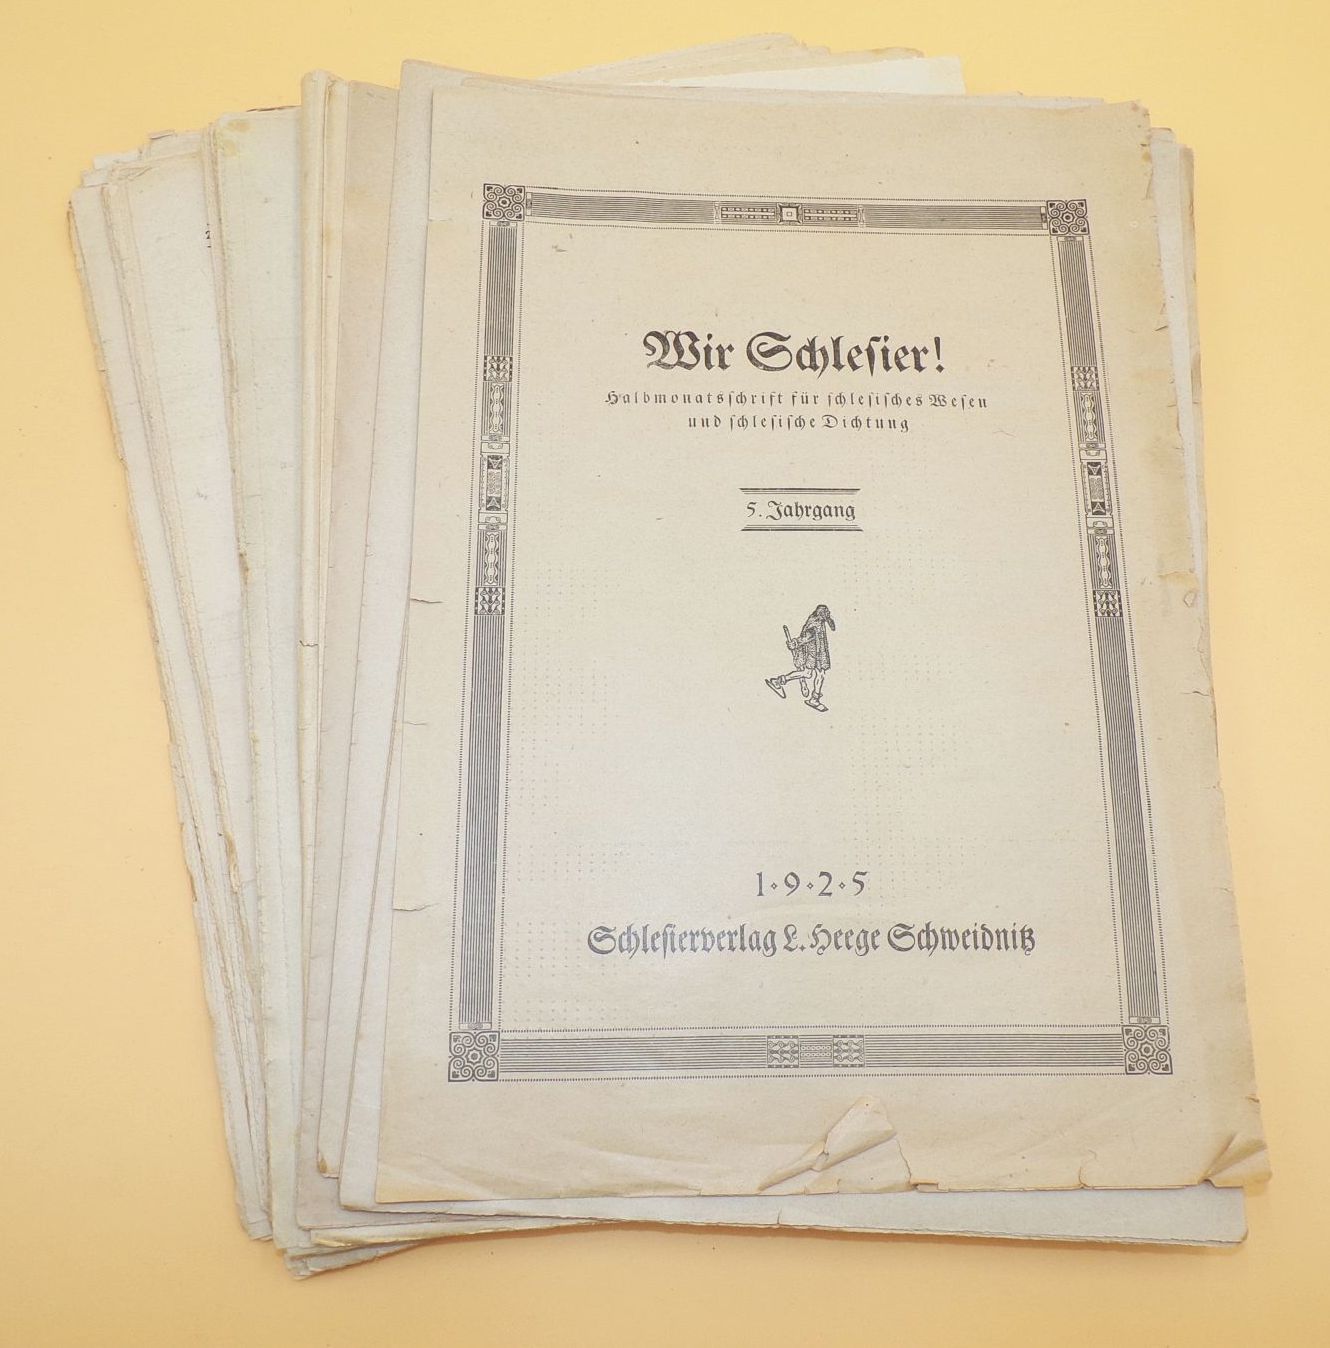 Wir Schleſier!
Halbmonatsſchrift für ſchleſiſches Weſen
und ſchleſiſche Dichtung
5. Jahrgang
1·9·2·5
Schleſierverlag L. Heege Schweidnitz